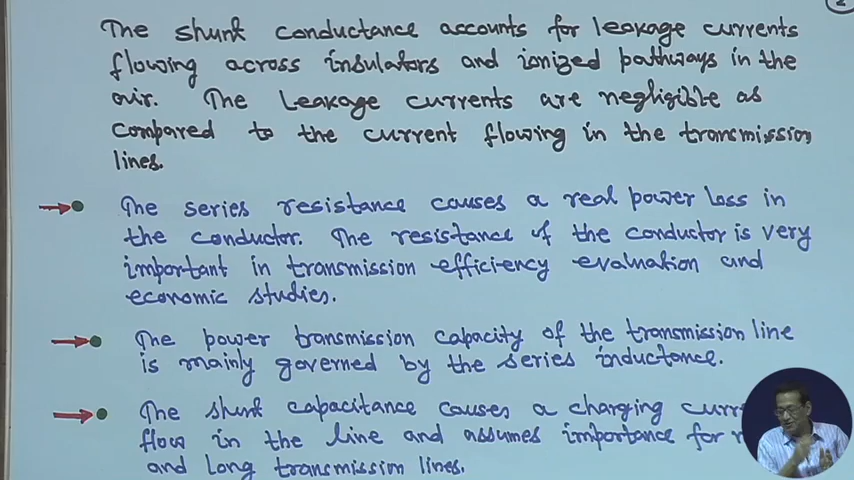 2
The shunt conductance accounts for leakage currents
flowing across insulators and ionized pathways in the
air. The Leakage currents are negligible as
compared to the current flowing in the transmission
lines.
The series resistance causes a real power loss in
the conductor. The resistance of the conductor is very
important in transmission efficiency evaluation and
economic studies.
The power transmission capacity of the transmission line
is mainly governed by the series inductance.
The shunt capacitance causes a charging
flow in the line and assumes importance for
and long transmission lines.